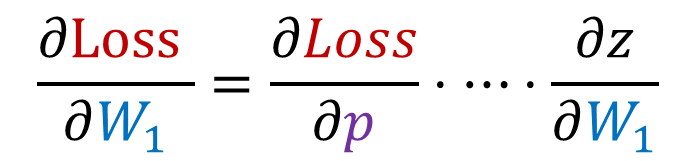 ∂Loss/∂W₁ = ∂Loss/∂p · ⋯ · ∂z/∂W₁